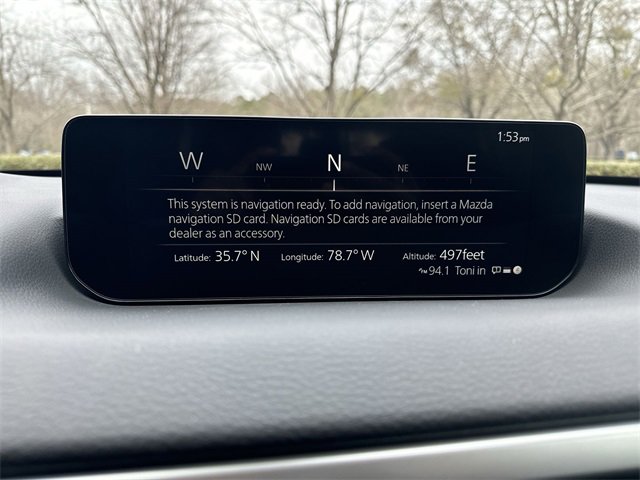 1:53pm
W NW N NE E
This system is navigation ready. To add navigation, insert a Mazda
navigation SD card. Navigation SD cards are available from your
dealer as an accessory.
Latitude: 35.7° N Longitude: 78.7° W Altitude: 497feet
FM 94.1 Toni in